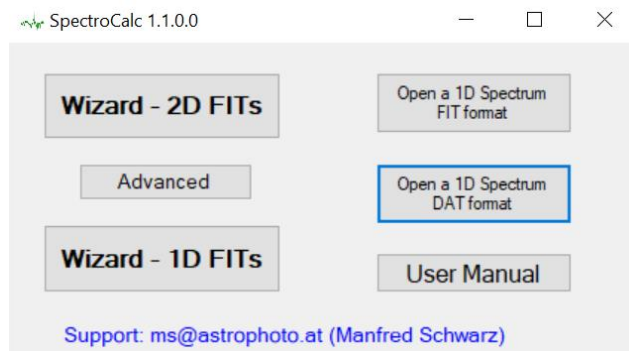 SpectroCalc 1.1.0.0
Wizard - 2D FITs
Open a 1D Spectrum
FIT format
Advanced
Open a 1D Spectrum
DAT format
Wizard - 1D FITs
User Manual
Support: ms@astrophoto.at (Manfred Schwarz)